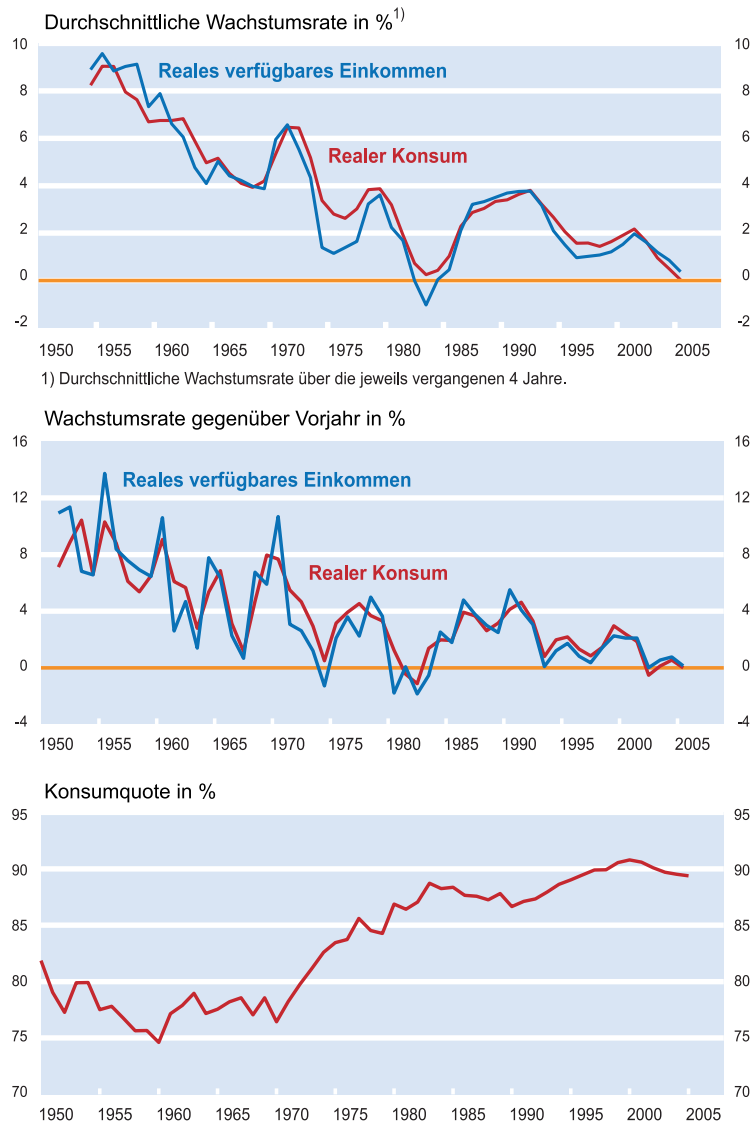 Durchschnittliche Wachstumsrate in %1)
10 10
8 8
Reales verfügbares Einkommen
6 6
Realer Konsum
4 4
2 2
0 0
-2 -2
1950 1955 1960 1965 1970 1975 1980 1985 1990 1995 2000 2005
1) Durchschnittliche Wachstumsrate über die jeweils vergangenen 4 Jahre.
Wachstumsrate gegenüber Vorjahr in %
16 16
Reales verfügbares Einkommen
12 12
8 8
Realer Konsum
4 4
0 0
-4 -4
1950 1955 1960 1965 1970 1975 1980 1985 1990 1995 2000 2005
Konsumquote in %
95 95
90 90
85 85
80 80
75 75
70 70
1950 1955 1960 1965 1970 1975 1980 1985 1990 1995 2000 2005